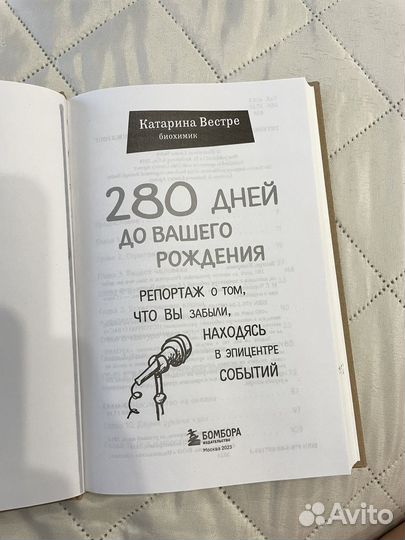 Катарина Вестре
биохимик
280 ДНЕЙ
ДО ВАШЕГО
РОЖДЕНИЯ
РЕПОРТАЖ О ТОМ,
ЧТО ВЫ ЗАБЫЛИ,
НАХОДЯСЬ
В ЭПИЦЕНТРЕ
СОБЫТИЙ
БОМБОРА
ИЗДАТЕЛЬСТВО
Москва 2023
Avito